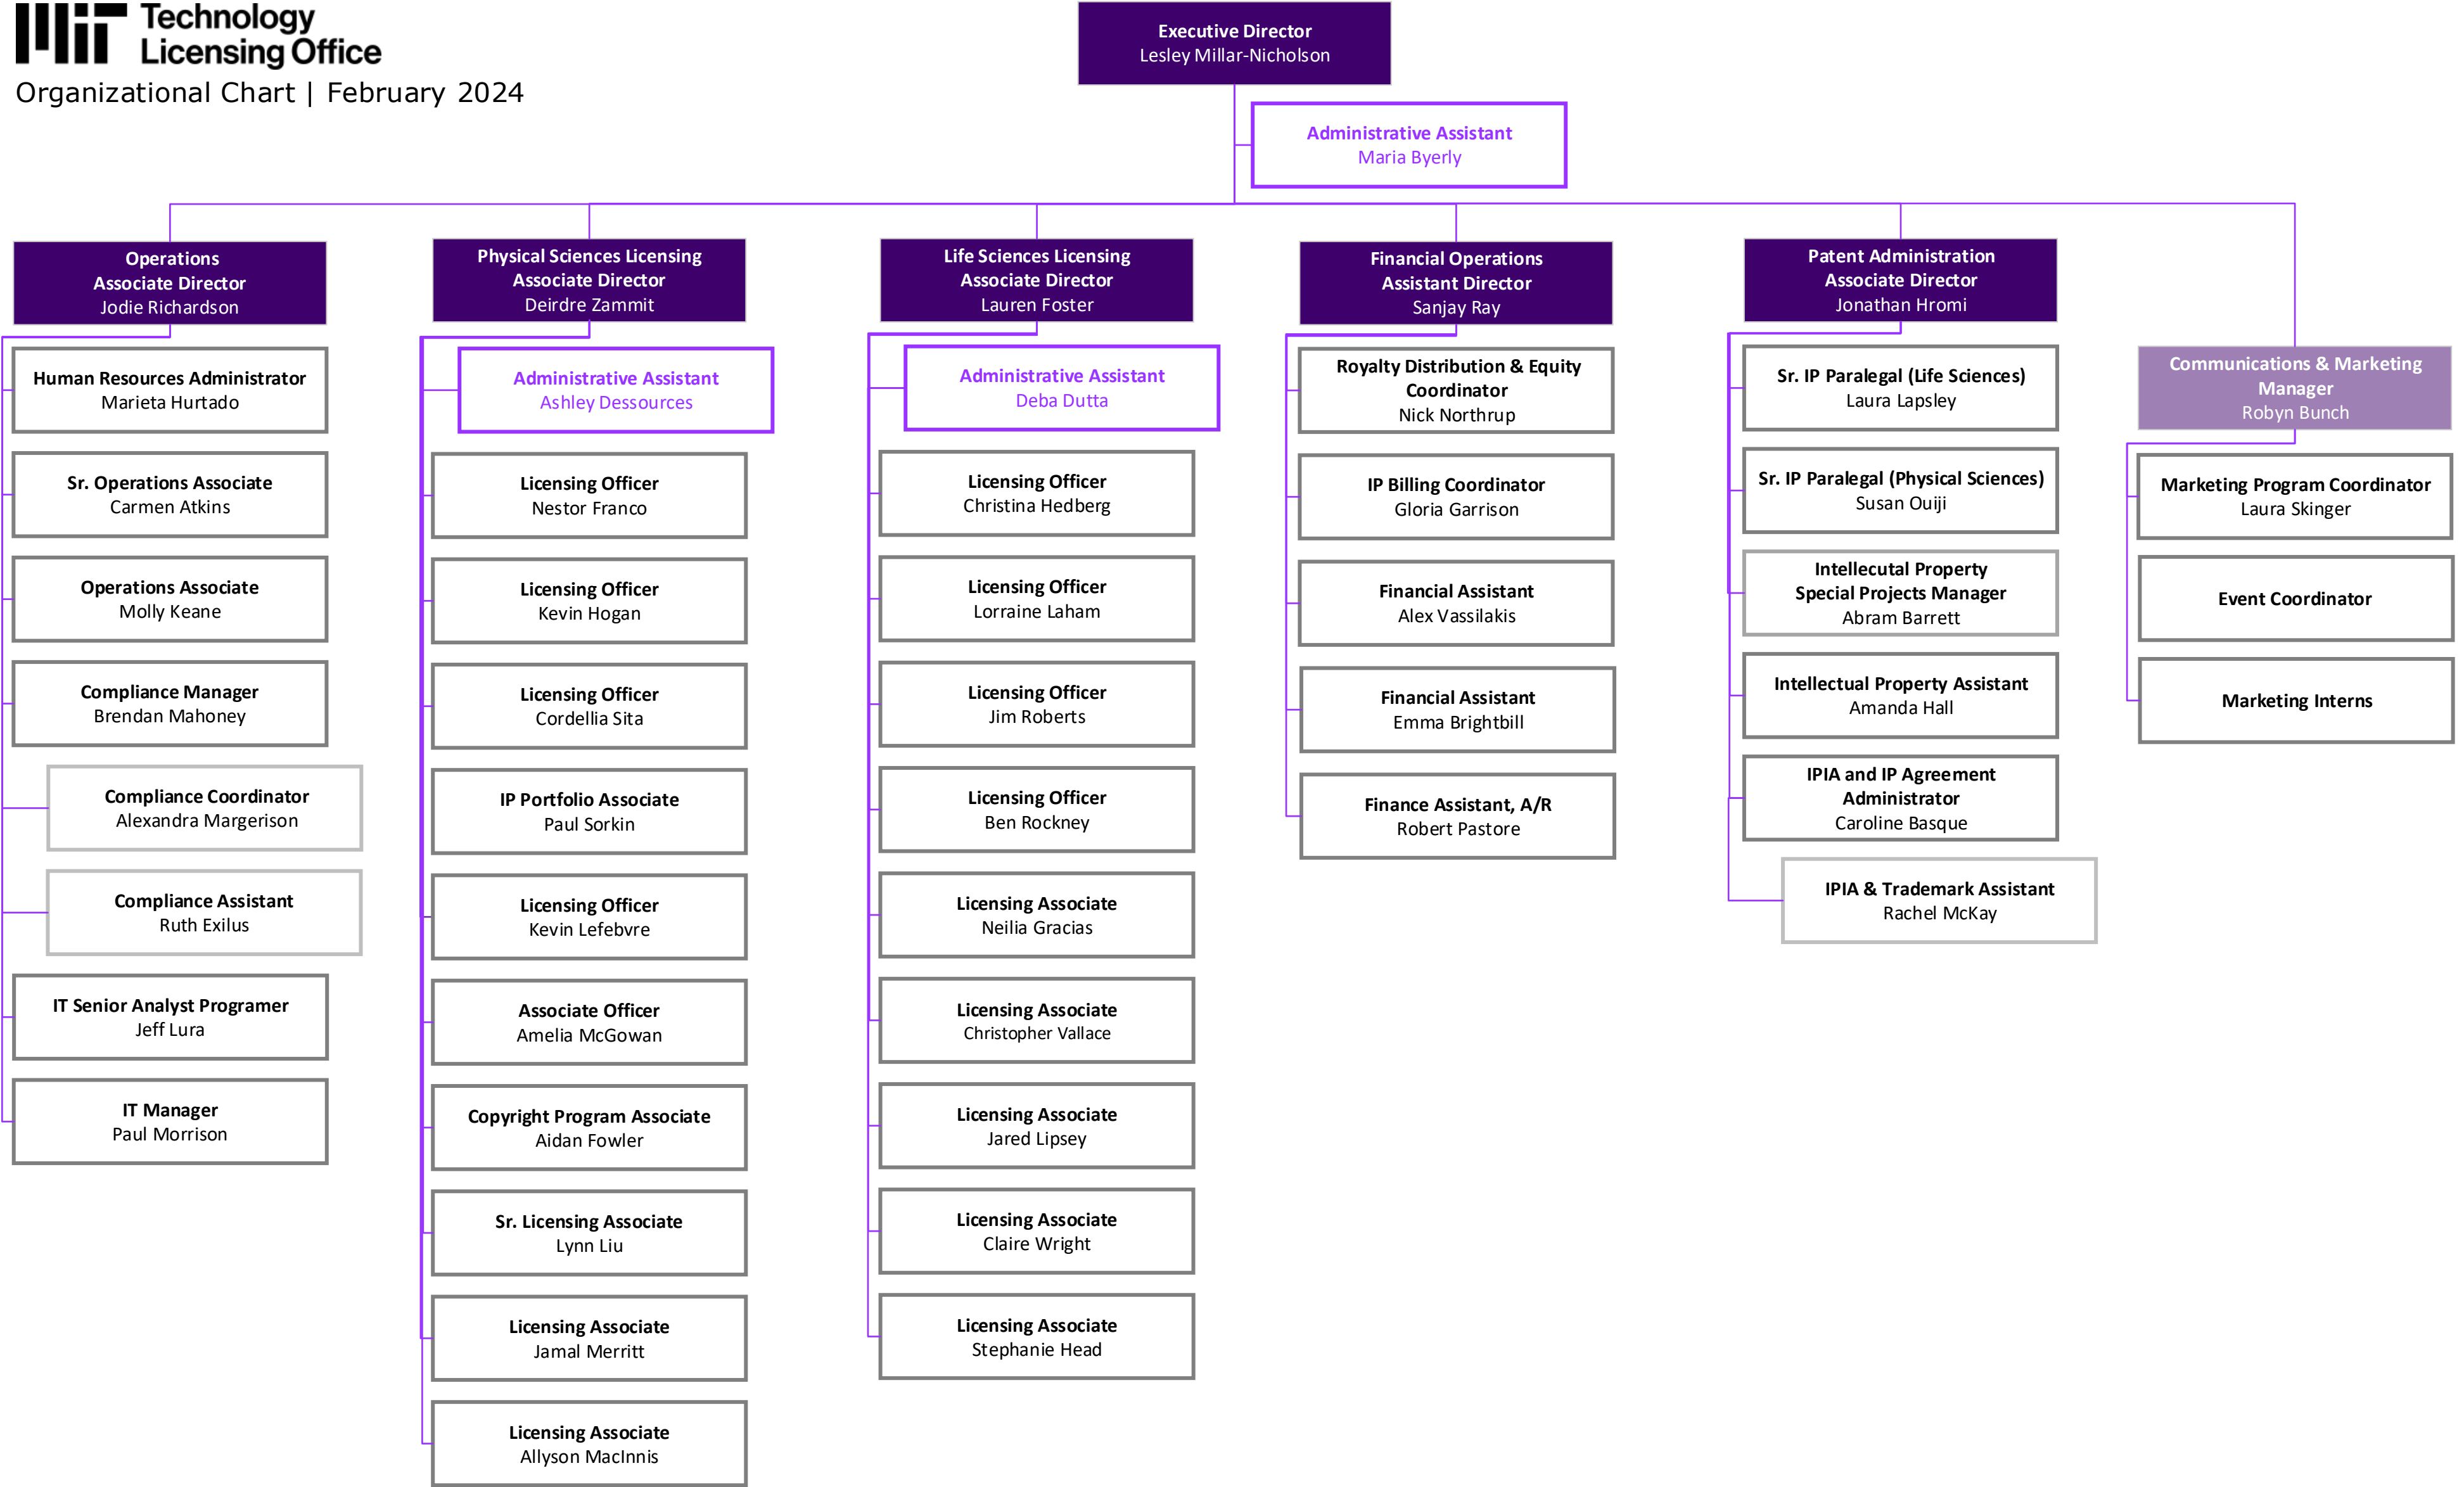 MIT Technology
Licensing Office
Organizational Chart | February 2024
Executive Director
Lesley Millar-Nicholson
Administrative Assistant
Maria Byerly
Operations
Associate Director
Jodie Richardson
Human Resources Administrator
Marieta Hurtado
Sr. Operations Associate
Carmen Atkins
Operations Associate
Molly Keane
Compliance Manager
Brendan Mahoney
Compliance Coordinator
Alexandra Margerison
Compliance Assistant
Ruth Exilus
IT Senior Analyst Programer
Jeff Lura
IT Manager
Paul Morrison
Physical Sciences Licensing
Associate Director
Deirdre Zammit
Administrative Assistant
Ashley Dessources
Licensing Officer
Nestor Franco
Licensing Officer
Kevin Hogan
Licensing Officer
Cordellia Sita
IP Portfolio Associate
Paul Sorkin
Licensing Officer
Kevin Lefebvre
Associate Officer
Amelia McGowan
Copyright Program Associate
Aidan Fowler
Sr. Licensing Associate
Lynn Liu
Licensing Associate
Jamal Merritt
Licensing Associate
Allyson MacInnis
Life Sciences Licensing
Associate Director
Lauren Foster
Administrative Assistant
Deba Dutta
Licensing Officer
Christina Hedberg
Licensing Officer
Lorraine Laham
Licensing Officer
Jim Roberts
Licensing Officer
Ben Rockney
Licensing Associate
Neilia Gracias
Licensing Associate
Christopher Vallace
Licensing Associate
Jared Lipsey
Licensing Associate
Claire Wright
Licensing Associate
Stephanie Head
Financial Operations
Assistant Director
Sanjay Ray
Royalty Distribution & Equity
Coordinator
Nick Northrup
IP Billing Coordinator
Gloria Garrison
Financial Assistant
Alex Vassilakis
Financial Assistant
Emma Brightbill
Finance Assistant, A/R
Robert Pastore
Patent Administration
Associate Director
Jonathan Hromi
Sr. IP Paralegal (Life Sciences)
Laura Lapsley
Sr. IP Paralegal (Physical Sciences)
Susan Ouiji
Intellecutal Property
Special Projects Manager
Abram Barrett
Intellectual Property Assistant
Amanda Hall
IPIA and IP Agreement
Administrator
Caroline Basque
IPIA & Trademark Assistant
Rachel McKay
Communications & Marketing
Manager
Robyn Bunch
Marketing Program Coordinator
Laura Skinger
Event Coordinator
Marketing Interns